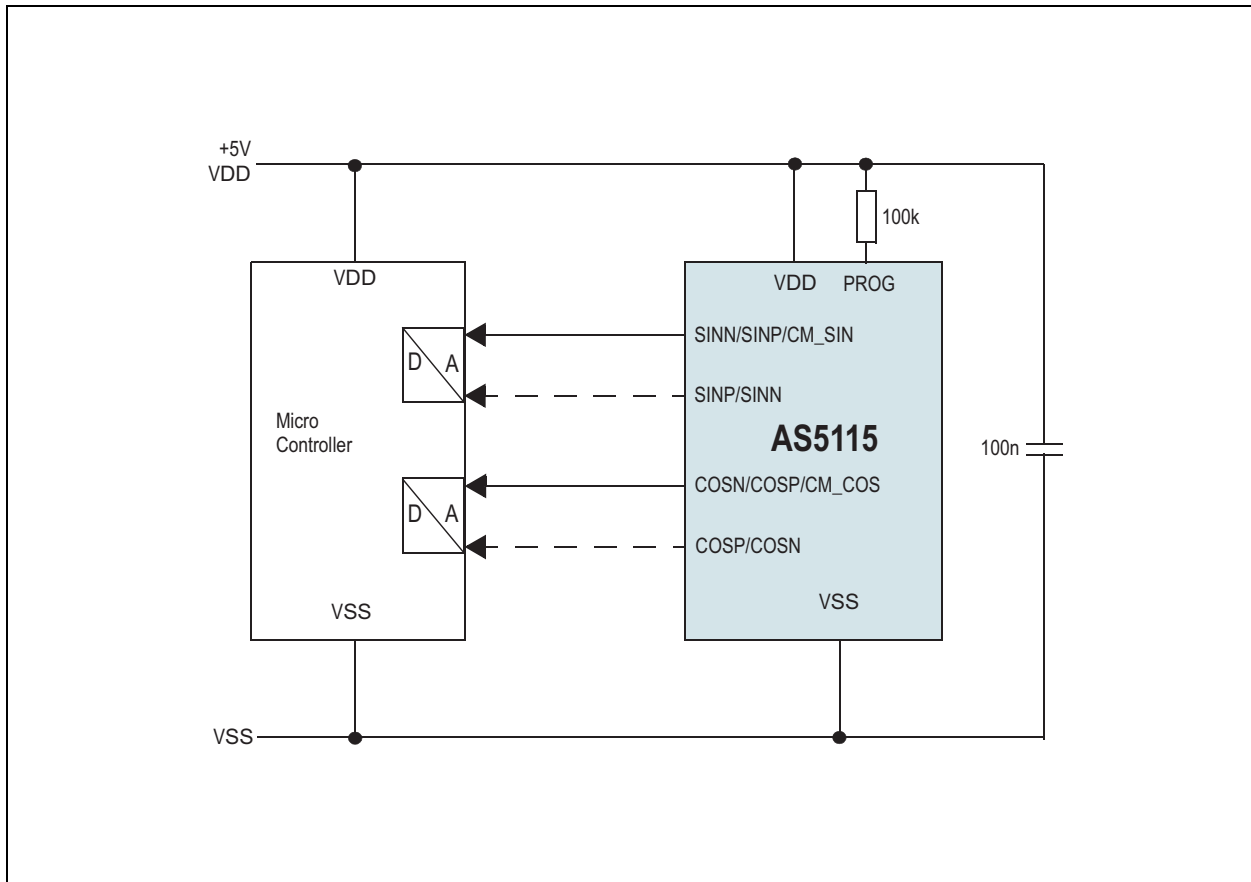 +5V
VDD
100k
VDD
VDD PROG
SINN/SINP/CM_SIN
D A
SINP/SINN
Micro
Controller
AS5115
100n
COSN/COSP/CM_COS
D A
COSP/COSN
VSS
VSS
VSS